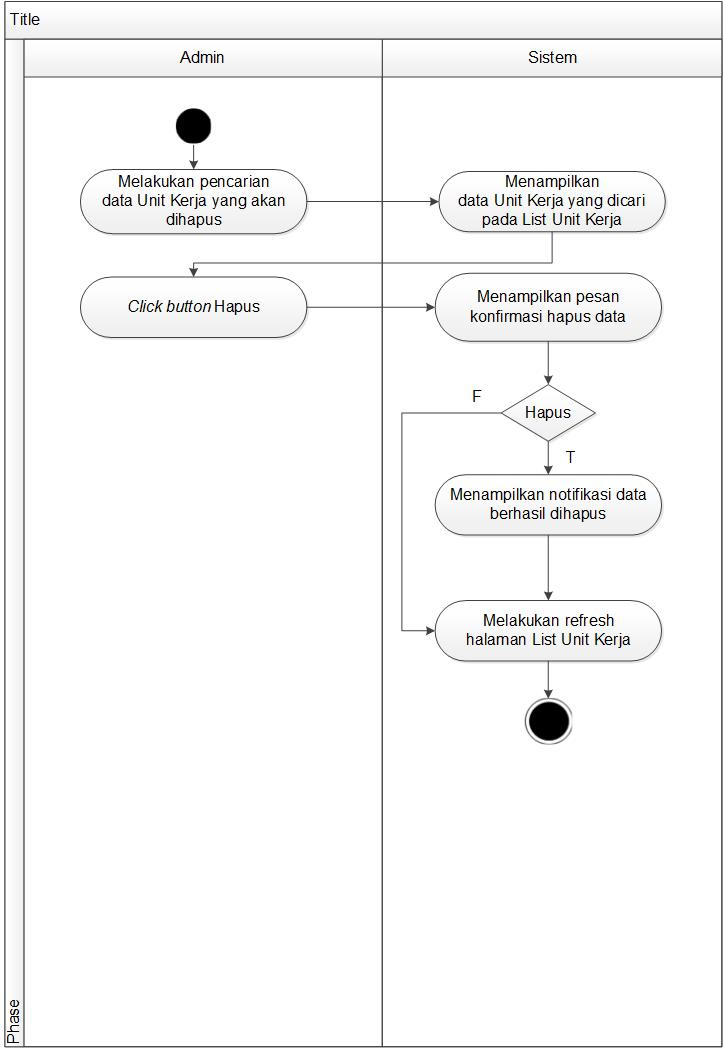 Title
Admin
Sistem
Melakukan pencarian
data Unit Kerja yang akan
dihapus
Menampilkan
data Unit Kerja yang dicari
pada List Unit Kerja
Click button Hapus
Menampilkan pesan
konfirmasi hapus data
F
Hapus
T
Menampilkan notifikasi data
berhasil dihapus
Melakukan refresh
halaman List Unit Kerja
Phase